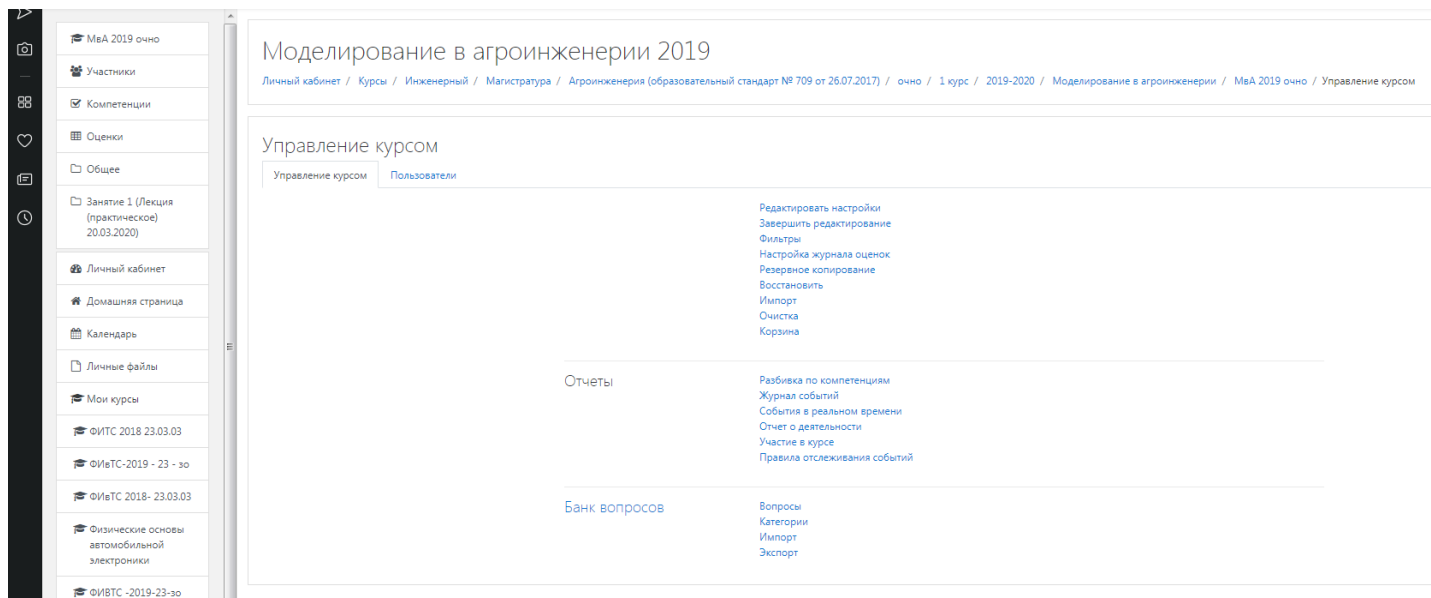 МвА 2019 очно
Участники
Компетенции
Оценки
Общее
Занятие 1 (Лекция
(практическое)
20.03.2020)
Личный кабинет
Домашняя страница
Календарь
Личные файлы
Мои курсы
ФИТС 2018 23.03.03
ФИвТС-2019 - 23 - зо
ФИвТС 2018- 23.03.03
Физические основы
автомобильной
электроники
ФИВТС -2019-23-зо
Моделирование в агроинженерии 2019
Личный кабинет / Курсы / Инженерный / Магистратура / Агроинженерия (образовательный стандарт № 709 от 26.07.2017) / очно / 1 курс / 2019-2020 / Моделирование в агроинженерии / МвА 2019 очно / Управление курсом
Управление курсом
Управление курсом Пользователи
Редактировать настройки
Завершить редактирование
Фильтры
Настройка журнала оценок
Резервное копирование
Восстановить
Импорт
Очистка
Корзина
Отчеты
Разбивка по компетенциям
Журнал событий
События в реальном времени
Отчет о деятельности
Участие в курсе
Правила отслеживания событий
Банк вопросов
Вопросы
Категории
Импорт
Экспорт